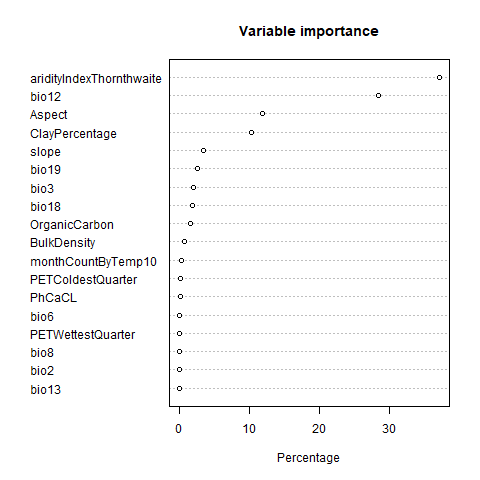 Variable importance
aridityIndexThornthwaite
bio12
Aspect
ClayPercentage
slope
bio19
bio3
bio18
OrganicCarbon
BulkDensity
monthCountByTemp10
PETColdestQuarter
PhCaCL
bio6
PETWettestQuarter
bio8
bio2
bio13
0 10 20 30
Percentage